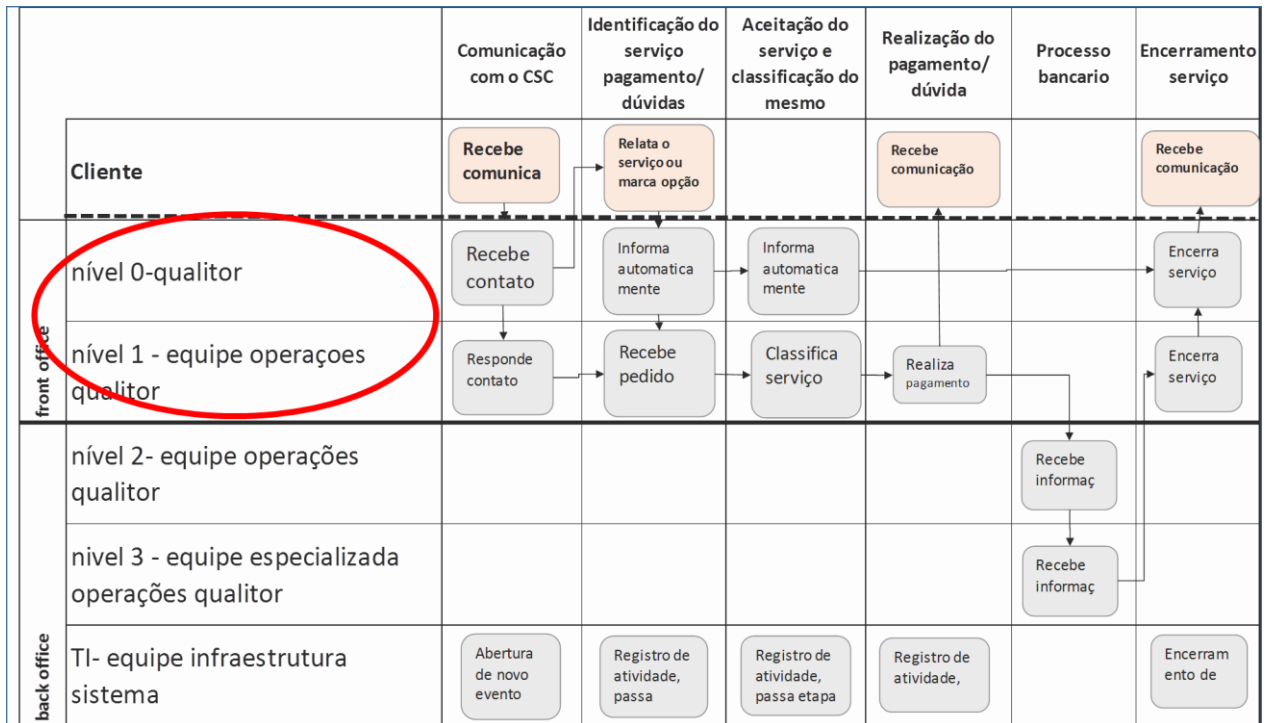 Comunicação
com o CSC
Identificação do
serviço
pagamento/
dúvidas
Aceitação do
serviço e
classificação do
mesmo
Realização do
pagamento/
dúvida
Processo
bancario
Encerramento
serviço
Cliente
Recebe
comunica
Relata o
serviço ou
marca opção
Recebe
comunicação
Recebe
comunicação
front office
nível 0-qualitor
Recebe
contato
Informa
automatica
mente
Informa
automatica
mente
Encerra
serviço
nível 1 - equipe operaçoes
qualitor
Responde
contato
Recebe
pedido
Classifica
serviço
Realiza
pagamento
Encerra
serviço
back office
nível 2- equipe operações
qualitor
Recebe
informaç
nivel 3 - equipe especializada
operações qualitor
Recebe
informaç
TI- equipe infraestrutura
sistema
Abertura
de novo
evento
Registro de
atividade,
passa
Registro de
atividade,
passa etapa
Registro de
atividade,
Encerram
ento de